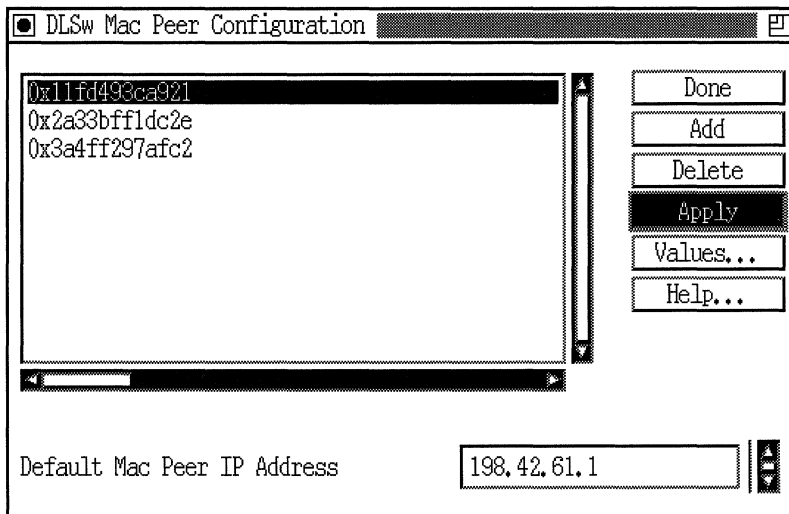 DLSw Mac Peer Configuration
0x11fd493ca921
0x2a33bff1dc2e
0x3a4ff297afc2
Done
Add
Delete
Apply
Values...
Help...
Default Mac Peer IP Address
198.42.61.1